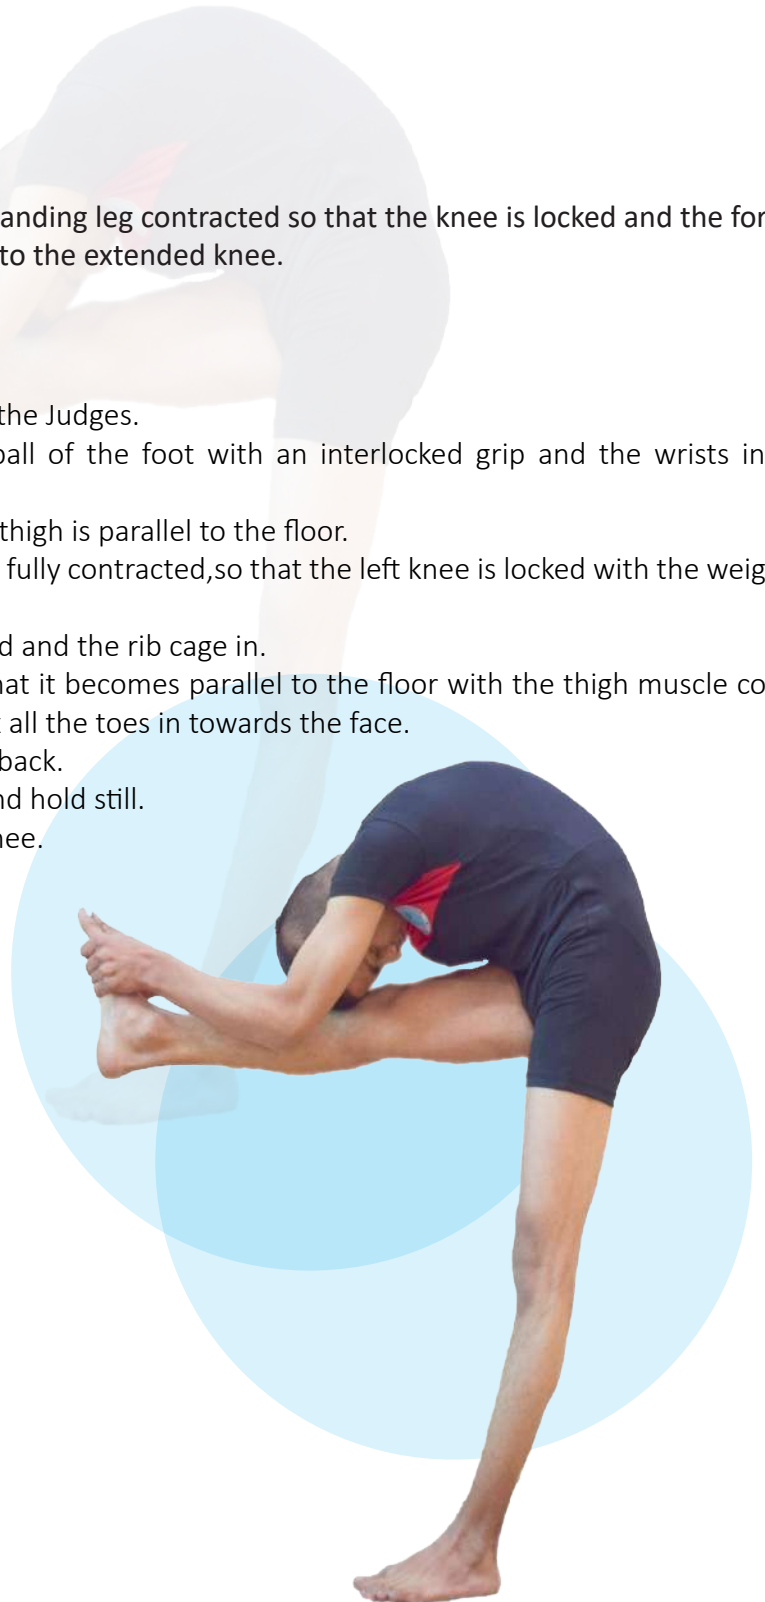 anding leg contracted so that the knee is locked and the for
to the extended knee.
the Judges.
ball of the foot with an interlocked grip and the wrists in
thigh is parallel to the floor.
fully contracted,so that the left knee is locked with the weig
d and the rib cage in.
hat it becomes parallel to the floor with the thigh muscle co
all the toes in towards the face.
back.
nd hold still.
nee.